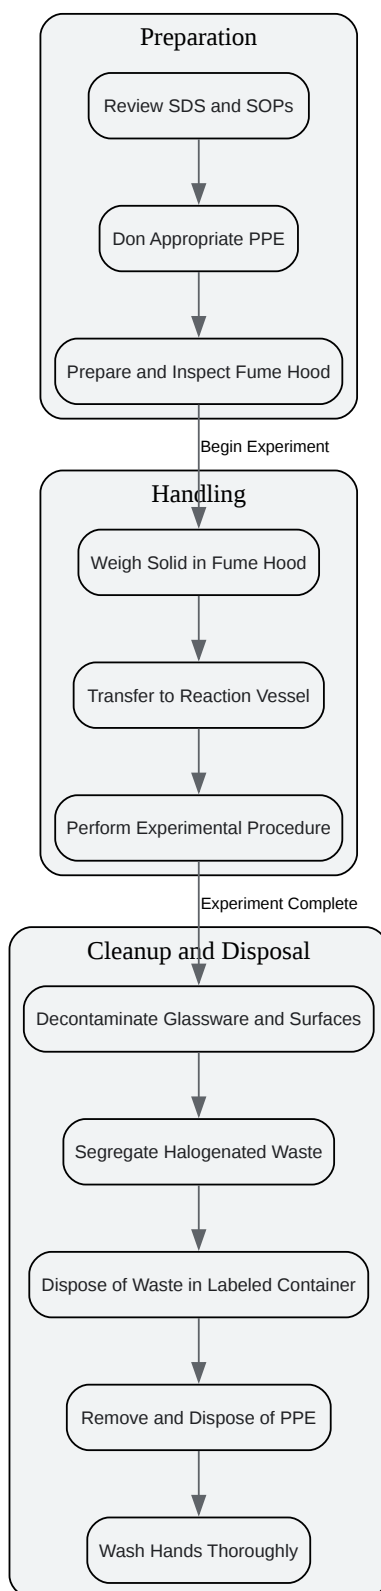 Preparation
Review SDS and SOPs
Don Appropriate PPE
Prepare and Inspect Fume Hood
Begin Experiment
Handling
Weigh Solid in Fume Hood
Transfer to Reaction Vessel
Perform Experimental Procedure
Experiment Complete
Cleanup and Disposal
Decontaminate Glassware and Surfaces
Segregate Halogenated Waste
Dispose of Waste in Labeled Container
Remove and Dispose of PPE
Wash Hands Thoroughly